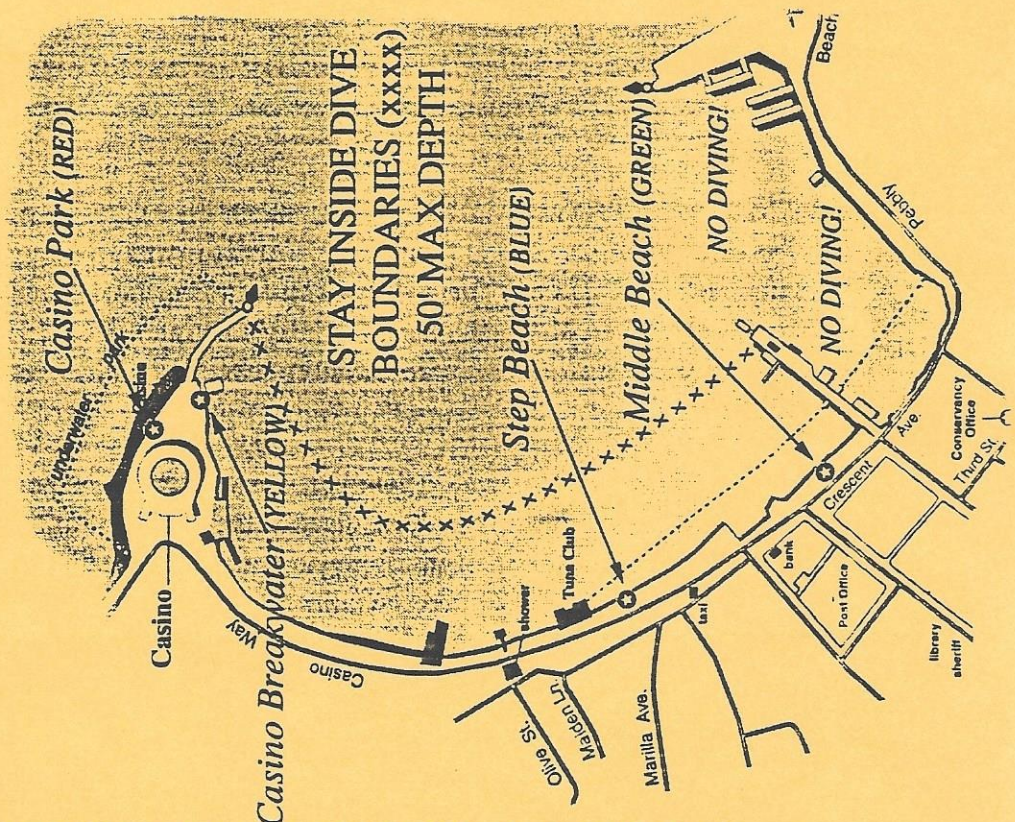 Casino Park (RED)
underwater
Park
STAY INSIDE DIVE
BOUNDARIES (xxxx)
50' MAX DEPTH
Casino
Casino Breakwater (YELLOW)
Step Beach (BLUE)
Middle Beach (GREEN)
NO DIVING!
NO DIVING!
Casino
Way
shower
Tuna Club
Olive St.
Maiden Ln.
Marilla Ave.
taxi
bank
Post Office
library
sheriff
Crescent
Ave.
Conservancy
Office
Third St.
Pebbly
Beach